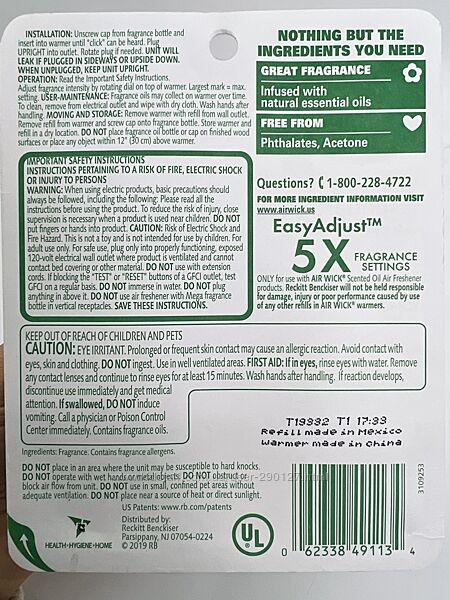 INSTALLATION: Unscrew cap from fragrance bottle and
insert into warmer until "click" can be heard. Plug
UPRIGHT into outlet. Rotate plug if needed. UNIT WILL
LEAK IF PLUGGED IN SIDEWAYS OR UPSIDE DOWN.
WHEN UNPLUGGED, KEEP UNIT UPRIGHT.
OPERATION: Read the Important Safety Instructions.
Adjust fragrance intensity by rotating dial on top of warmer. Largest mark = max.
setting. USER-MAINTENANCE: Fragrance oils may collect on warmer over time.
To clean, remove from electrical outlet and wipe with dry cloth. Wash hands after
handling. MOVING AND STORAGE: Remove warmer with refill from wall outlet.
Remove refill from warmer and screw cap onto fragrance bottle. Store warmer and
refill in a dry location. DO NOT place fragrance oil bottle or cap on finished wood
surfaces or place any object within 12" (30 cm) above warmer.
NOTHING BUT THE
INGREDIENTS YOU NEED
GREAT FRAGRANCE
Infused with
natural essential oils
FREE FROM
Phthalates, Acetone
IMPORTANT SAFETY INSTRUCTIONS
INSTRUCTIONS PERTAINING TO A RISK OF FIRE, ELECTRIC SHOCK
OR INJURY TO PERSONS
WARNING: When using electric products, basic precautions should
always be followed, including the following: Please read all the
instructions before using the product. To reduce the risk of injury, close
supervision is necessary when a product is used near children. DO NOT
put fingers or hands into product. CAUTION: Risk of Electric Shock and
Fire Hazard. This is not a toy and is not intended for use by children. For
adult use only. For safe use, plug only into properly functioning, exposed
120-volt electrical wall outlet where product is ventilated and cannot
contact bed covering or other material. DO NOT use with extension
cords. If blocking the "TEST" or "RESET" buttons of a GFCI outlet, test
GFCI on a regular basis. DO NOT immerse in water. DO NOT plug
anything in above it. DO NOT use air freshener with Mega fragrance
bottle in vertical receptacles. SAVE THESE INSTRUCTIONS.
Questions? 1-800-228-4722
FOR MORE INGREDIENT INFORMATION VISIT
www.airwick.us
EasyAdjust™
5X FRAGRANCE
SETTINGS
ONLY for use with AIR WICK® Scented Oil Air Freshener
products. Reckitt Benckiser will not be held responsible
for damage, injury or poor performance caused by use
of any other refills in AIR WICK® warmers.
KEEP OUT OF REACH OF CHILDREN AND PETS
CAUTION: EYE IRRITANT. Prolonged or frequent skin contact may cause an allergic reaction. Avoid contact with
eyes, skin and clothing. DO NOT ingest. Use in well ventilated areas. FIRST AID: If in eyes, rinse eyes with water. Remove
any contact lenses and continue to rinse eyes for at least 15 minutes. Wash hands after handling. If reaction develops,
discontinue use immediately and get medical
attention. If swallowed, DO NOT induce
vomiting. Call a physician or Poison Control
Center immediately. Contains fragrance oils.
T19332 T1 17:33
Refill made in Mexico
Warmer made in China
Ingredients: Fragrance. Contains fragrance allergens.
DO NOT place in an area where the unit may be susceptible to hard knocks.
DO NOT operate with wet hands or metal objects. DO NOT obstruct or
block air flow from unit. DO NOT use in small, confined pet areas without
adequate ventilation. DO NOT place near a source of heat or direct sunlight.
US Patents: www.rb.com/patents
HEALTH•HYGIENE•HOME
Distributed by:
Reckitt Benckiser
Parsippany, NJ 07054-0224
© 2019 RB
UL
3109253
0 62338 49113 4